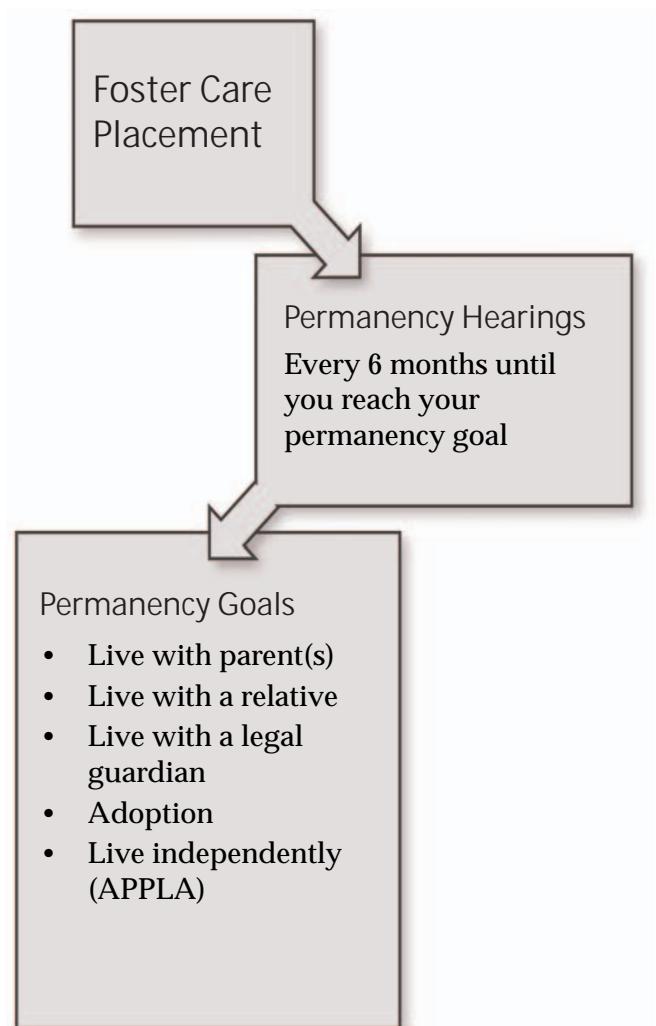 Foster Care
Placement
Permanency Hearings
Every 6 months until
you reach your
permanency goal
Permanency Goals
• Live with parent(s)
• Live with a relative
• Live with a legal
guardian
• Adoption
• Live independently
(APPLA)